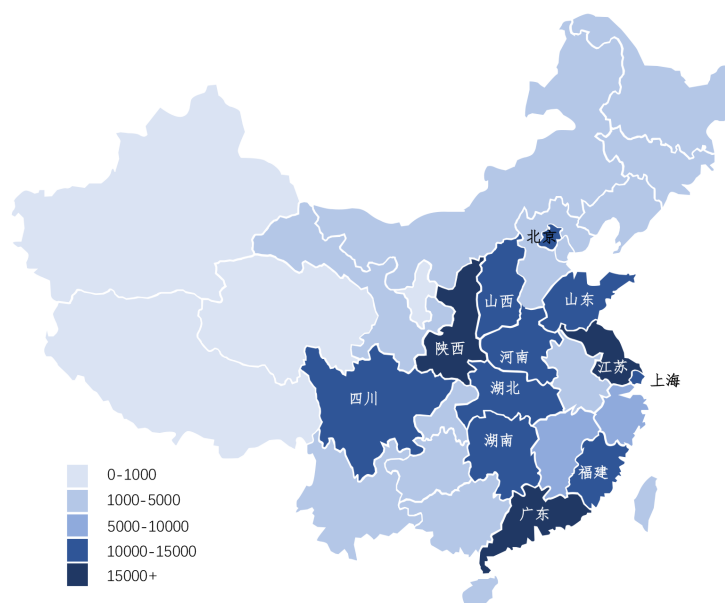 北京
山西
山东
陕西
河南
江苏
上海
四川
湖北
湖南
福建
广东
0-1000
1000-5000
5000-10000
10000-15000
15000+